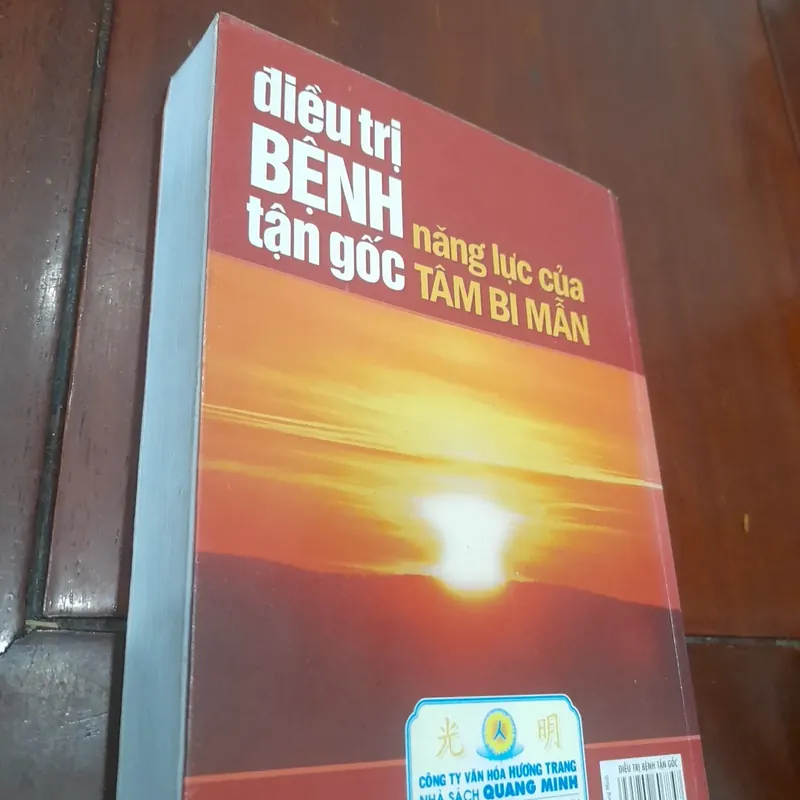 điều trị
BỆNH
tận gốc
năng lực của
TÂM BI MẪN
光 明
CÔNG TY VĂN HÓA HƯƠNG TRANG
NHÀ SÁCH QUANG MINH
ĐIỀU TRỊ BỆNH TẬN GỐC